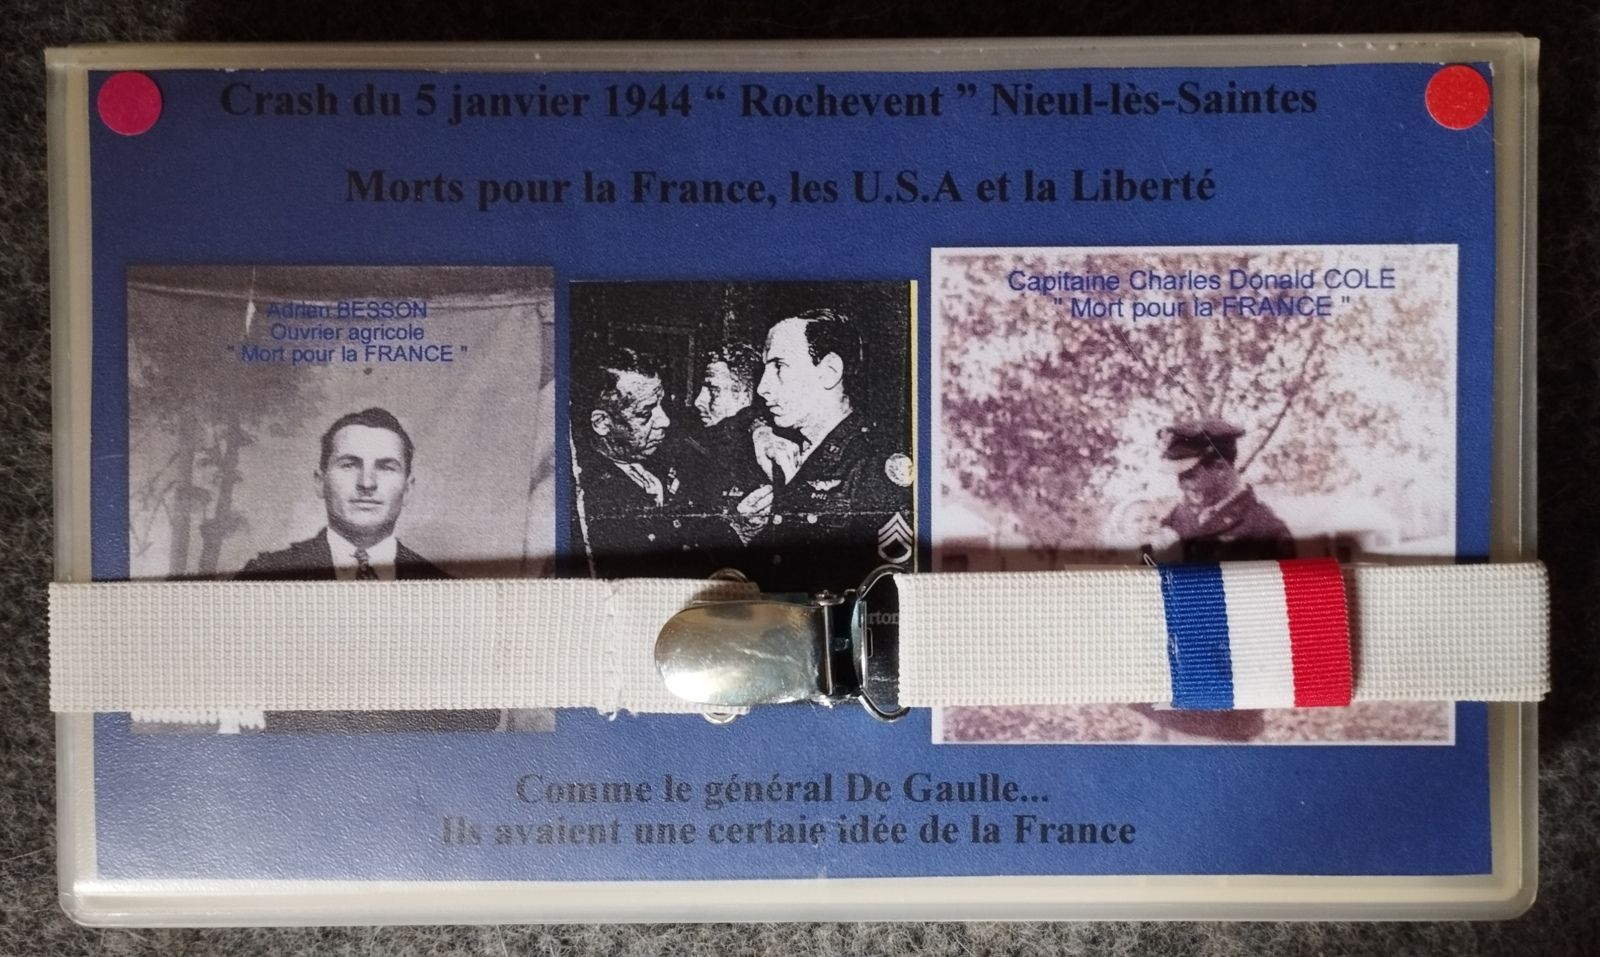 Crash du 5 janvier 1944 “ Rochevent ” Nieul-lès-Saintes
Morts pour la France, les U.S.A et la Liberté
Adrien BESSON
Ouvrier agricole
" Mort pour la FRANCE "
Capitaine Charles Donald COLE
" Mort pour la FRANCE "
Comme le général De Gaulle...
Ils avaient une certaie idée de la France